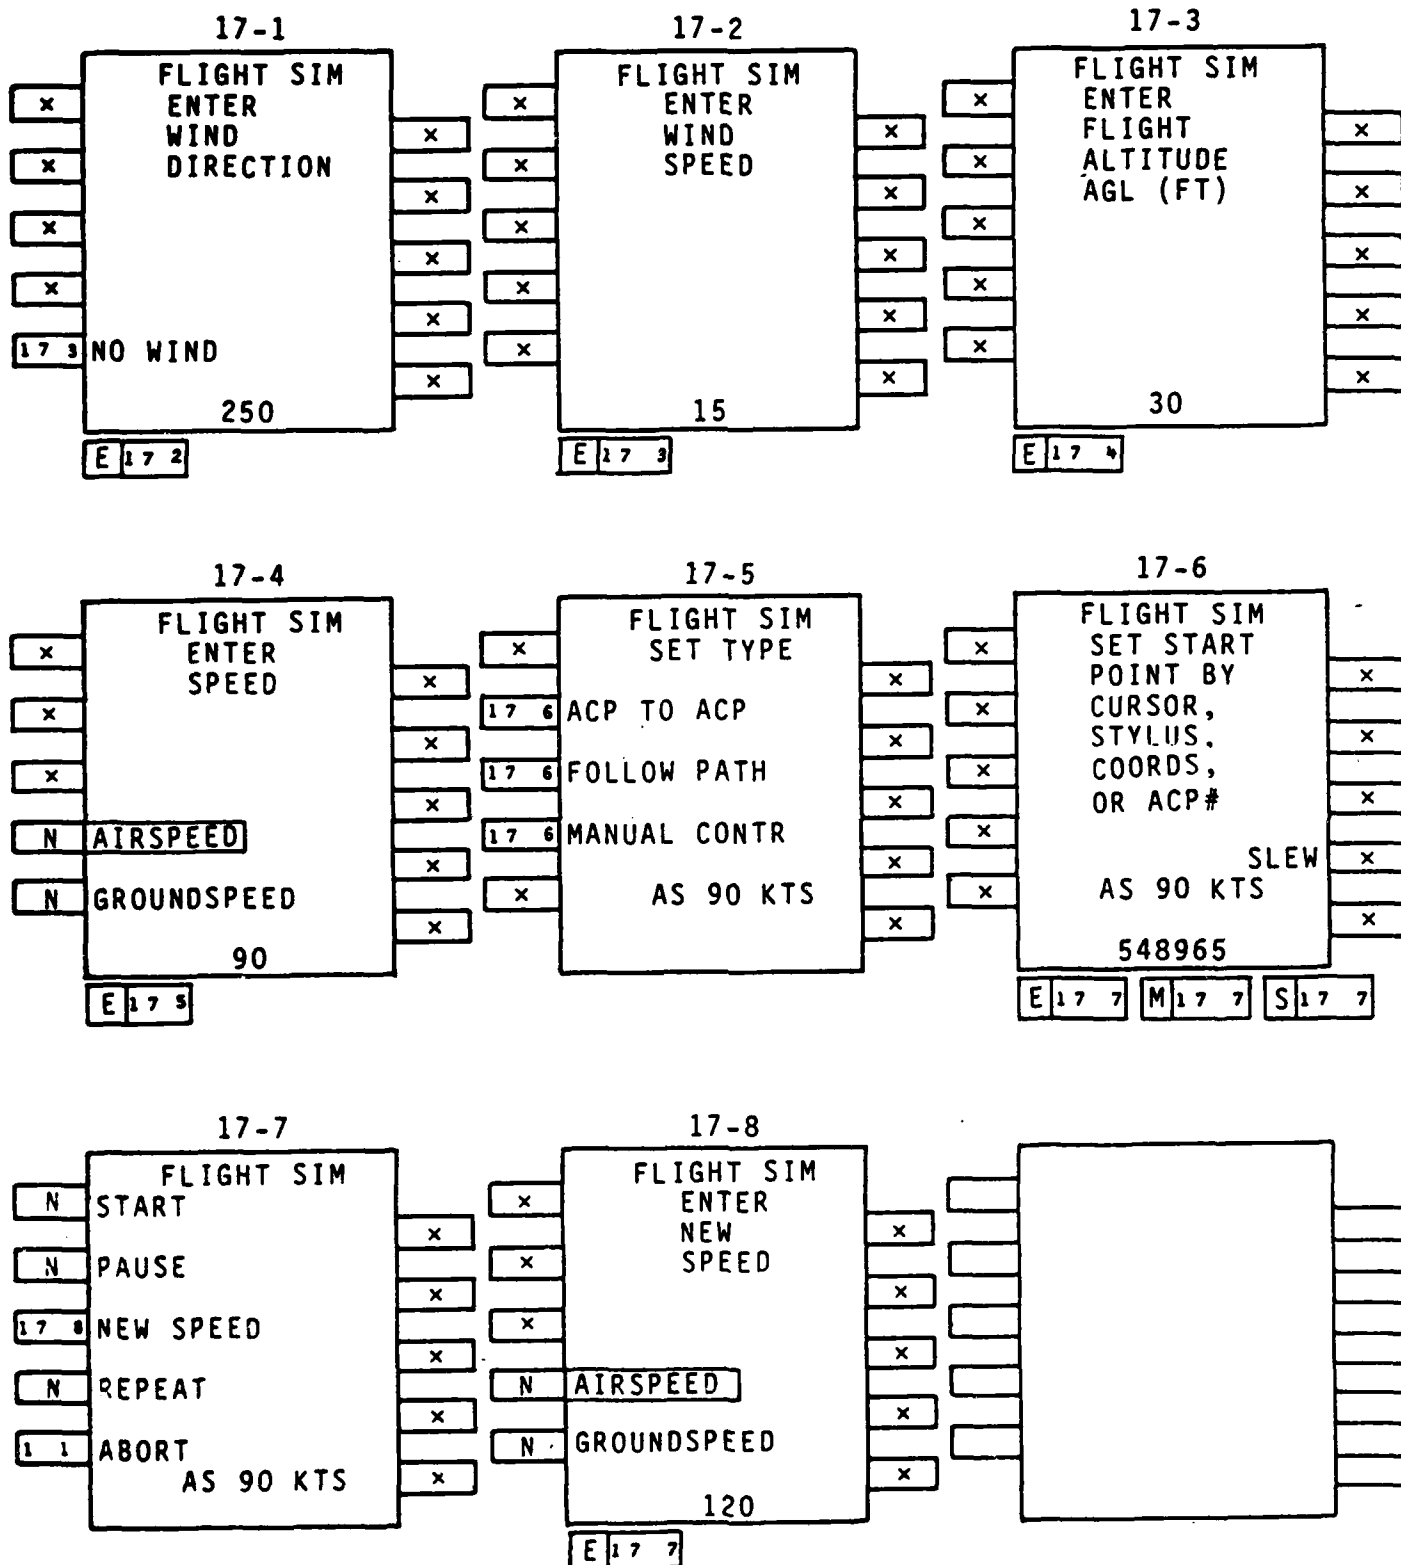 17-1
FLIGHT SIM
ENTER
WIND
DIRECTION
x
x
x
x
17 3 NO WIND
x
x
x
x
x
250
E 17 2
17-2
FLIGHT SIM
ENTER
WIND
SPEED
x
x
x
x
x
x
x
x
x
x
15
E 17 3
17-3
FLIGHT SIM
ENTER
FLIGHT
ALTITUDE
AGL (FT)
x
x
x
x
x
x
x
x
x
x
30
E 17 4
17-4
FLIGHT SIM
ENTER
SPEED
x
x
x
N AIRSPEED
N GROUNDSPEED
x
x
x
x
x
90
E 17 5
17-5
FLIGHT SIM
SET TYPE
x
17 6 ACP TO ACP
17 6 FOLLOW PATH
17 6 MANUAL CONTR
x
AS 90 KTS
x
x
x
x
x
17-6
FLIGHT SIM
SET START
POINT BY
CURSOR,
STYLUS,
COORDS,
OR ACP#
x
x
x
x
x
x
x
x
SLEW x
AS 90 KTS
x
548965
E 17 7 M 17 7 S 17 7
17-7
FLIGHT SIM
N START
N PAUSE
17 8 NEW SPEED
N REPEAT
1 1 ABORT
AS 90 KTS
x
x
x
x
x
17-8
FLIGHT SIM
ENTER
NEW
SPEED
x
x
x
N AIRSPEED
N GROUNDSPEED
x
x
x
x
x
120
E 17 7